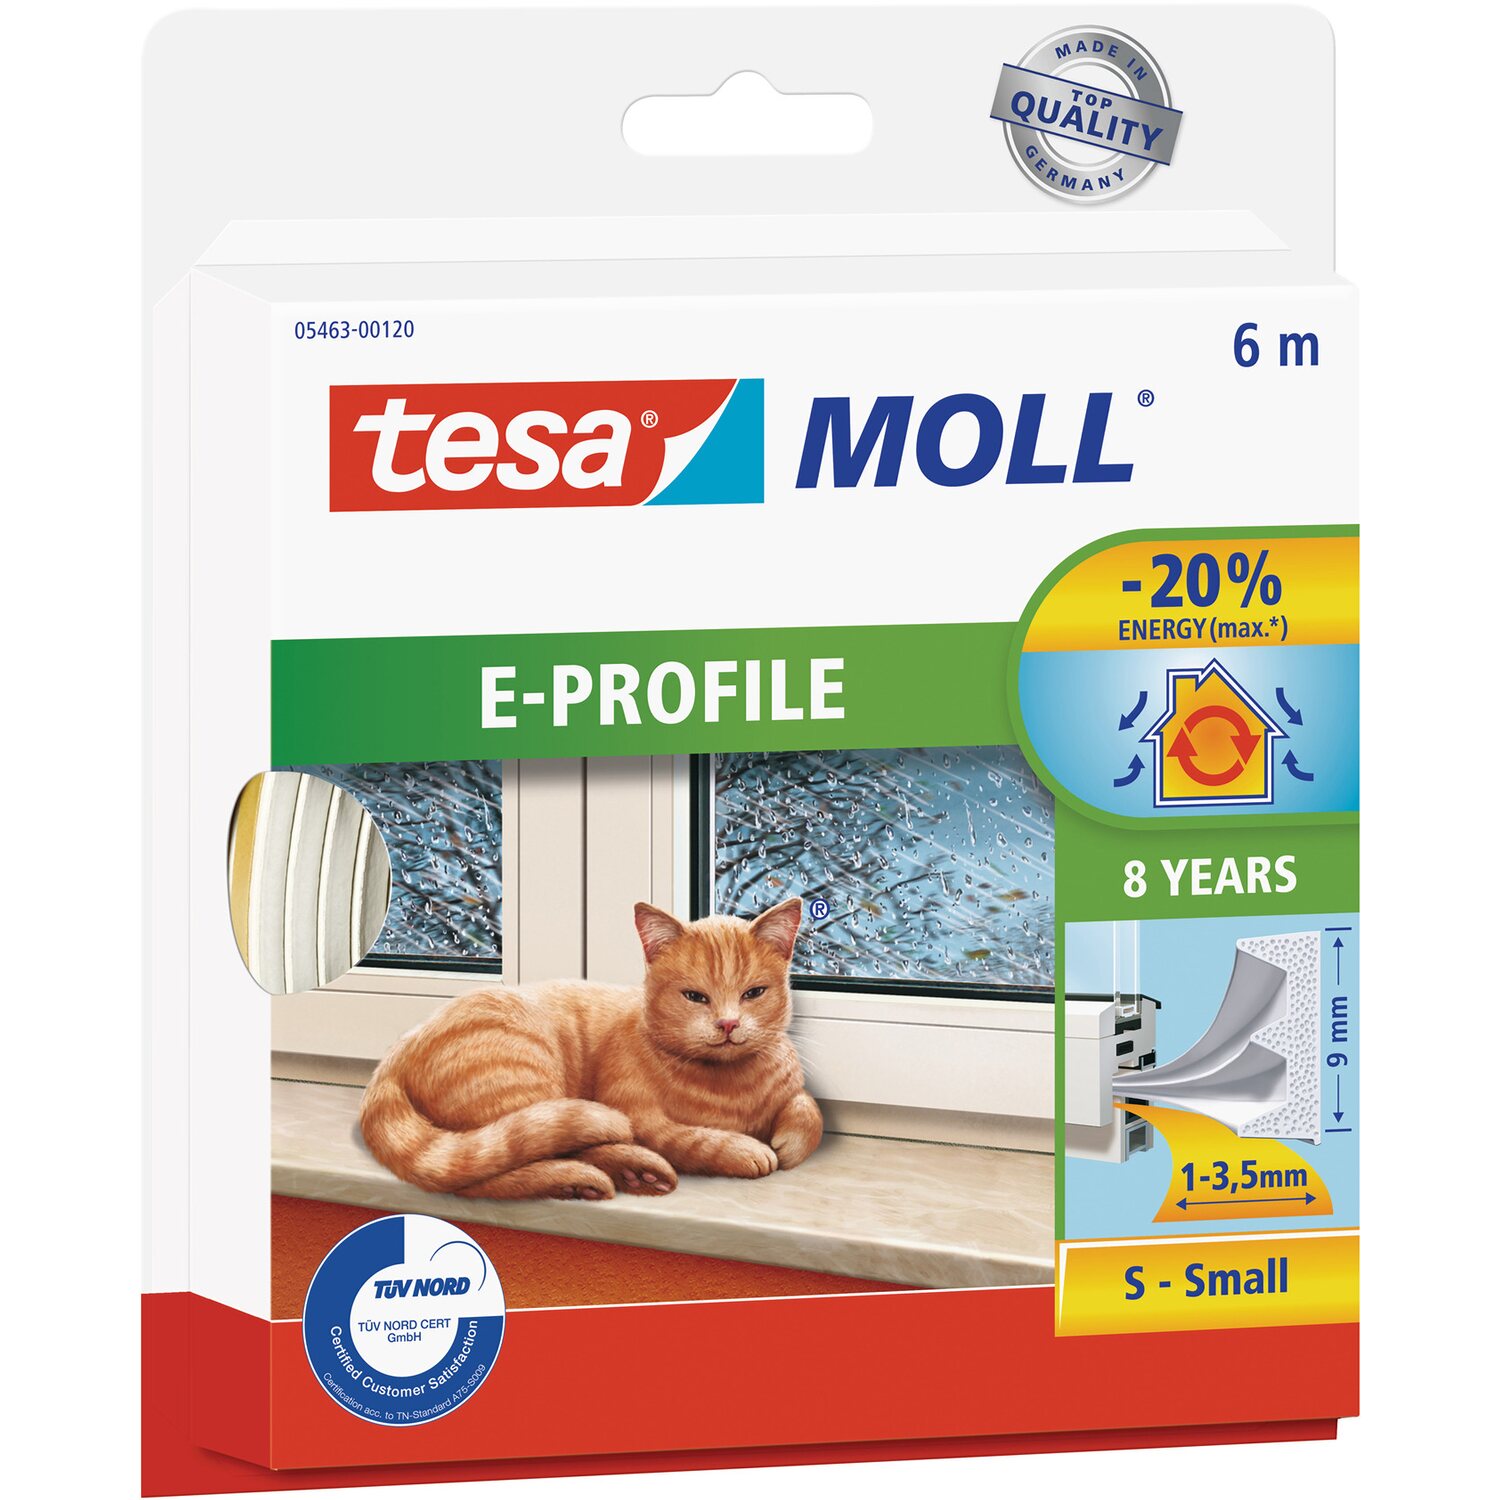 MADE IN
TOP
QUALITY
GERMANY
05463-00120
6 m
tesa®
MOLL®
-20%
ENERGY (max.*)
E-PROFILE
8 YEARS
®
9 mm
1-3,5mm
S - Small
TÜV NORD
TÜV NORD CERT
GmbH
Certified Customer Satisfaction
Certification acc. to TN-Standard A75-S009